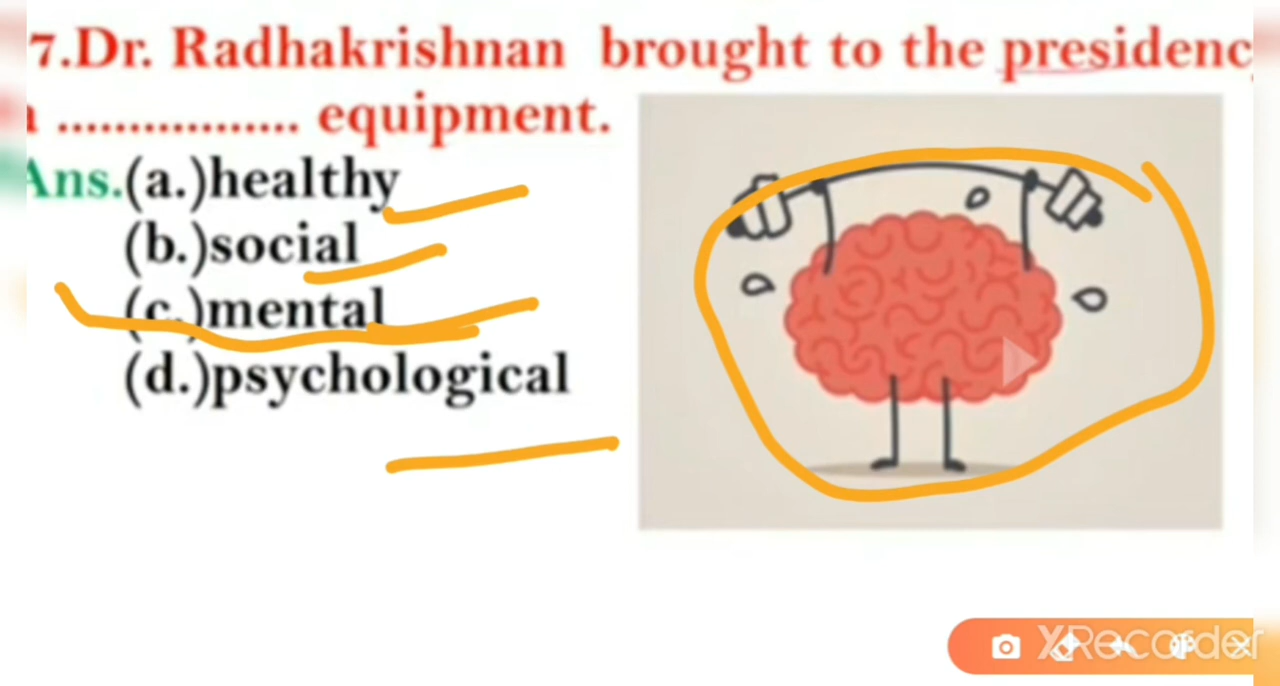 7.Dr. Radhakrishnan brought to the presidenc
................. equipment.
Ans.(a.)healthy
(b.)social
(c.)mental
(d.)psychological
XRecorder